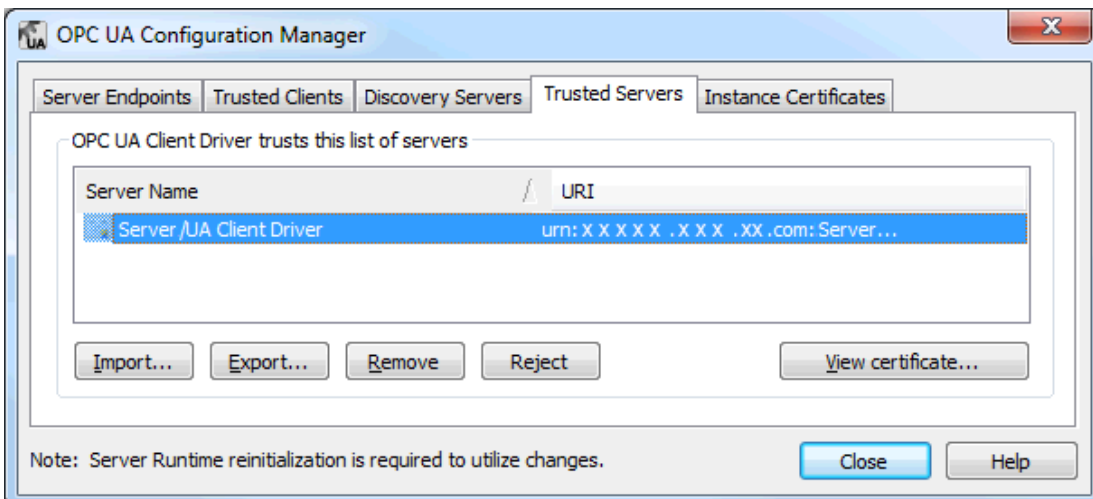 OPC UA Configuration Manager
Server Endpoints Trusted Clients Discovery Servers Trusted Servers Instance Certificates
OPC UA Client Driver trusts this list of servers
Server Name URI
Server/UA Client Driver urn:X X X X X .X X X .XX.com:Server...
Import... Export... Remove Reject View certificate...
Note: Server Runtime reinitialization is required to utilize changes. Close Help